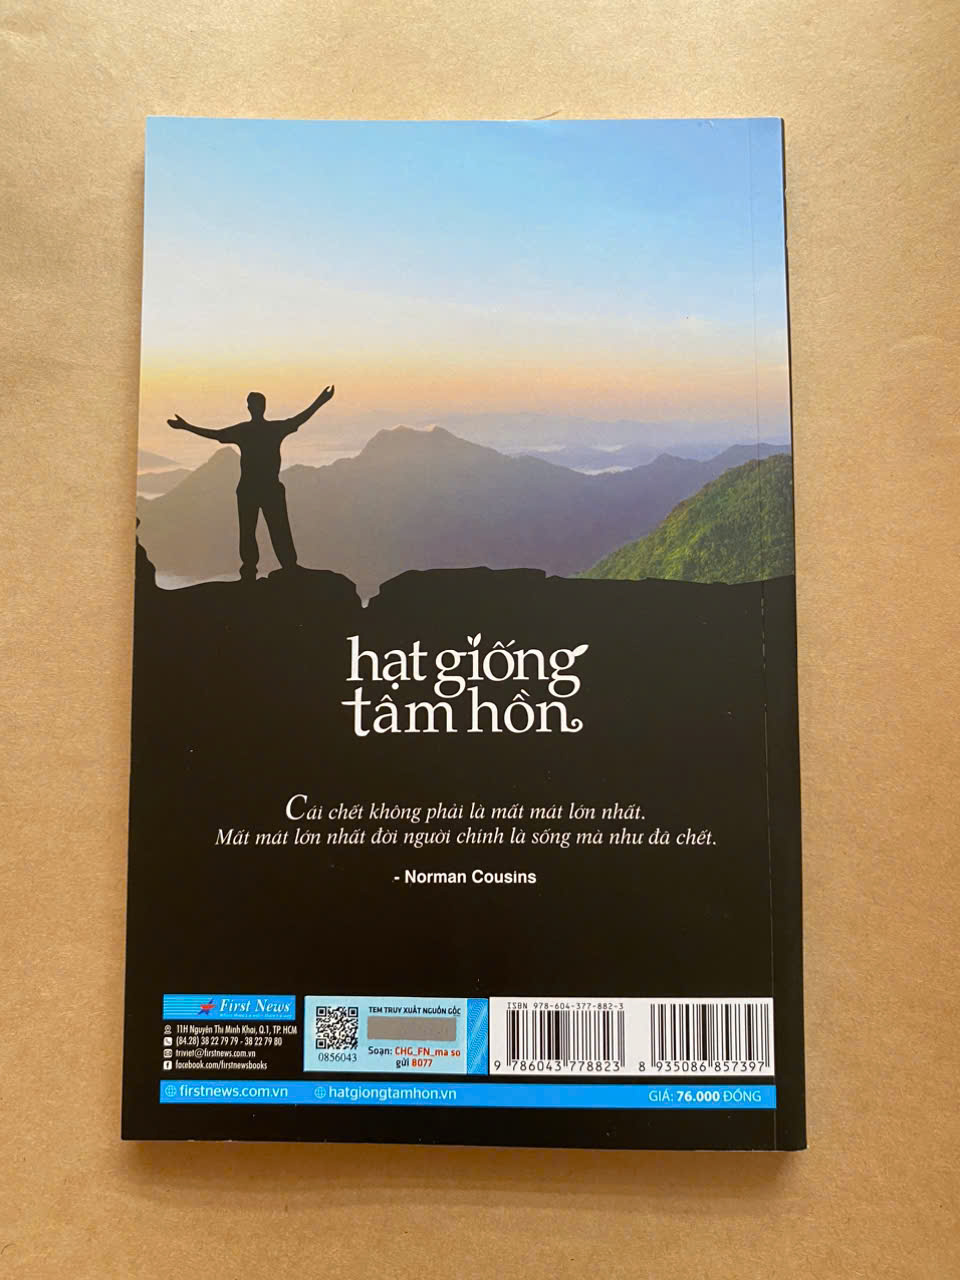 hạt giống
tâm hồn
Cái chết không phải là mất mát lớn nhất.
Mất mát lớn nhất đời người chính là sống mà như đã chết.
- Norman Cousins
First News
11H Nguyễn Thị Minh Khai, Q.1, TP. HCM
(84.28) 38 22 79 79 - 38 22 79 80
triviet@firstnews.com.vn
facebook.com/firstnewsbooks
0856043
TEM TRUY XUẤT NGUỒN GỐC
Soạn: CHG_FN_mã số
gửi 8077
ISBN 978-604-377-882-3
9 786043 778823
8 935086 857397
firstnews.com.vn
hatgiongtamhon.vn
GIÁ: 76.000 ĐỒNG